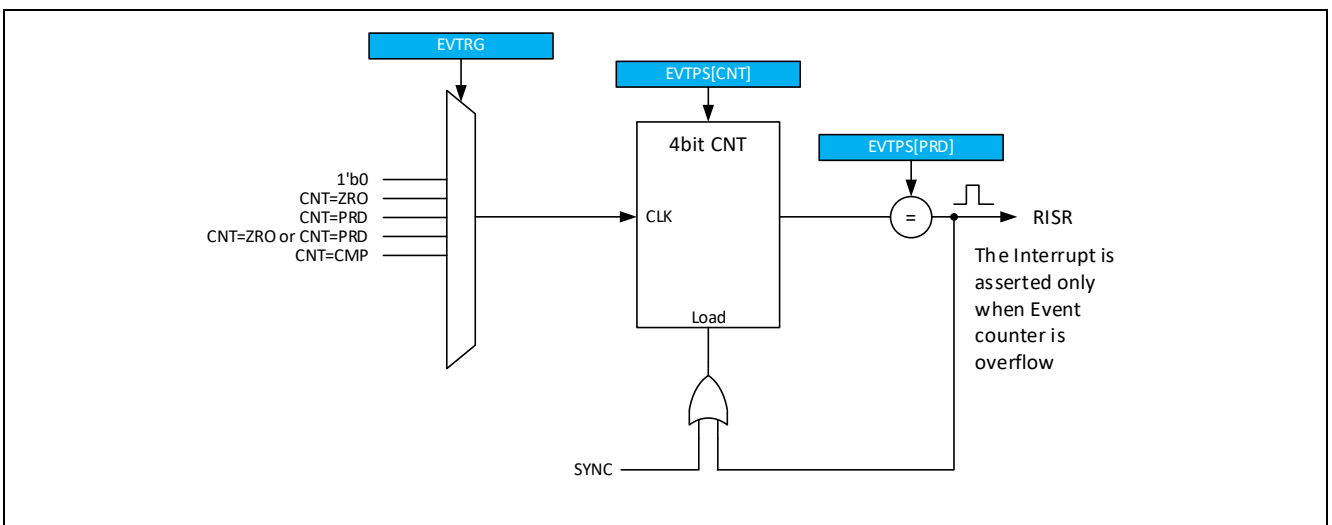 EVTRG
EVTPS[CNT]
4bit CNT
EVTPS[PRD]
1'b0
CNT=ZRO
CNT=PRD
CNT=ZRO or CNT=PRD
CNT=CMP
CLK
=
RISR
The Interrupt is
asserted only
when Event
counter is
overflow
Load
SYNC